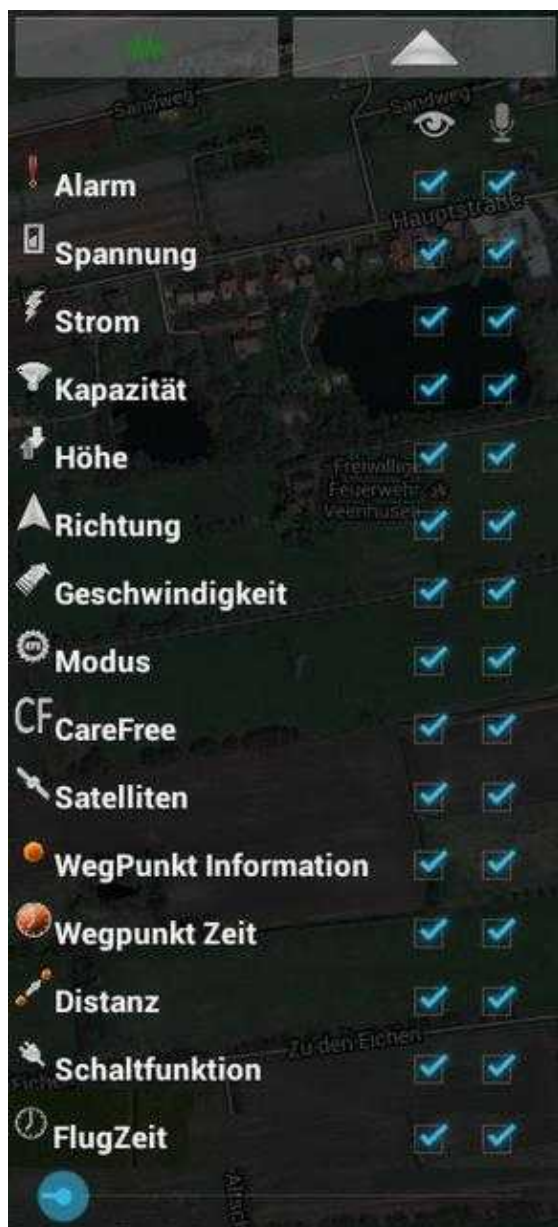 Sandweg
Sandweg
Alarm
Hauptstraße
Spannung
Strom
Kapazität
Höhe
Freiwillige
Feuerwehr
Richtung
Geschwindigkeit
Modus
CF CareFree
Satelliten
WegPunkt Information
Wegpunkt Zeit
Distanz
Zu den Eichen
Schaltfunktion
FlugZeit